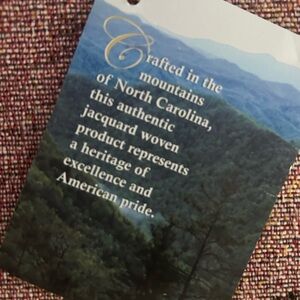 Crafted in the
mountains
of North Carolina,
this authentic
jacquard woven
product represents
a heritage of
excellence and
American pride.